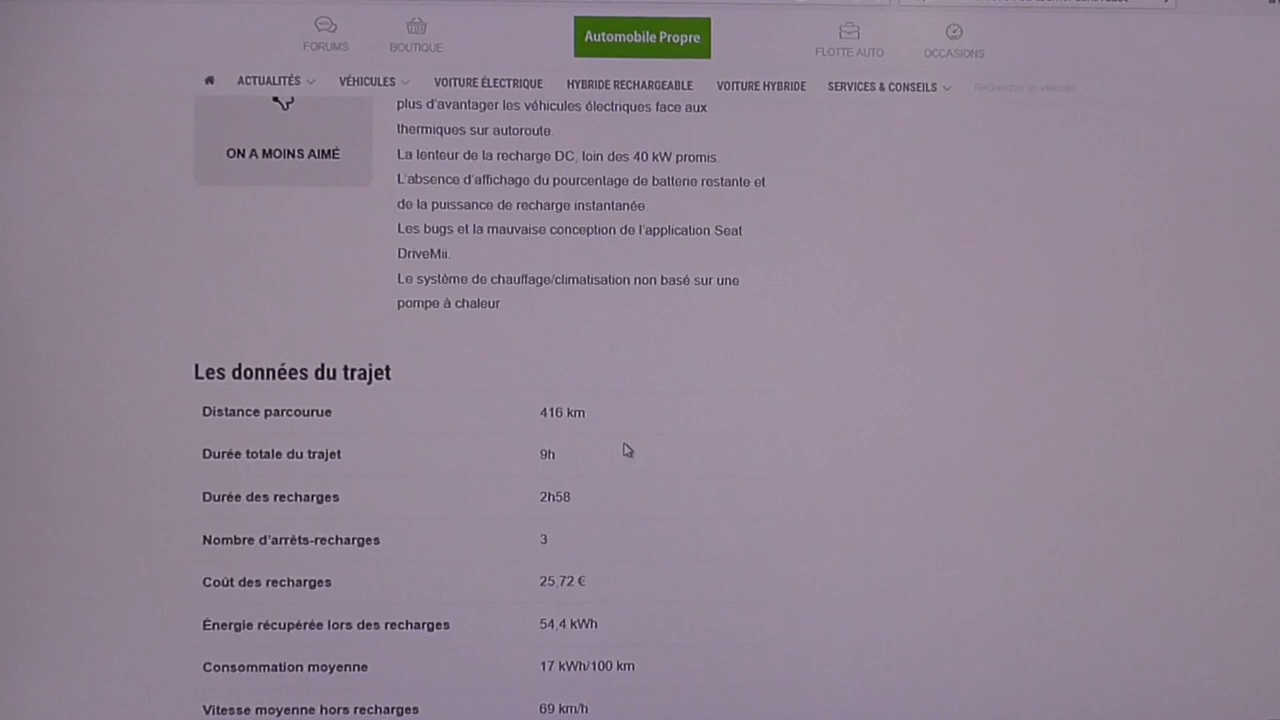 FORUMS
BOUTIQUE
Automobile Propre
FLOTTE AUTO
OCCASIONS
ACTUALITÉS
VÉHICULES
VOITURE ÉLECTRIQUE
HYBRIDE RECHARGEABLE
VOITURE HYBRIDE
SERVICES & CONSEILS
Rechercher un véhicule
plus d'avantager les véhicules électriques face aux
thermiques sur autoroute.
ON A MOINS AIMÉ
La lenteur de la recharge DC, loin des 40 kW promis.
L'absence d'affichage du pourcentage de batterie restante et
de la puissance de recharge instantanée
Les bugs et la mauvaise conception de l'application Seat
DriveMii.
Le système de chauffage/climatisation non basé sur une
pompe à chaleur
Les données du trajet
Distance parcourue 416 km
Durée totale du trajet 9h
Durée des recharges 2h58
Nombre d'arrêts-recharges 3
Coût des recharges 25,72 €
Énergie récupérée lors des recharges 54,4 kWh
Consommation moyenne 17 kWh/100 km
Vitesse moyenne hors recharges 69 km/h